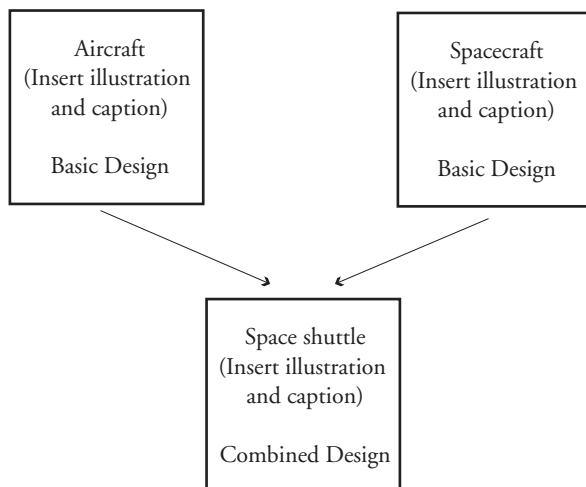 Aircraft
(Insert illustration
and caption)
Basic Design
Spacecraft
(Insert illustration
and caption)
Basic Design
Space shuttle
(Insert illustration
and caption)
Combined Design